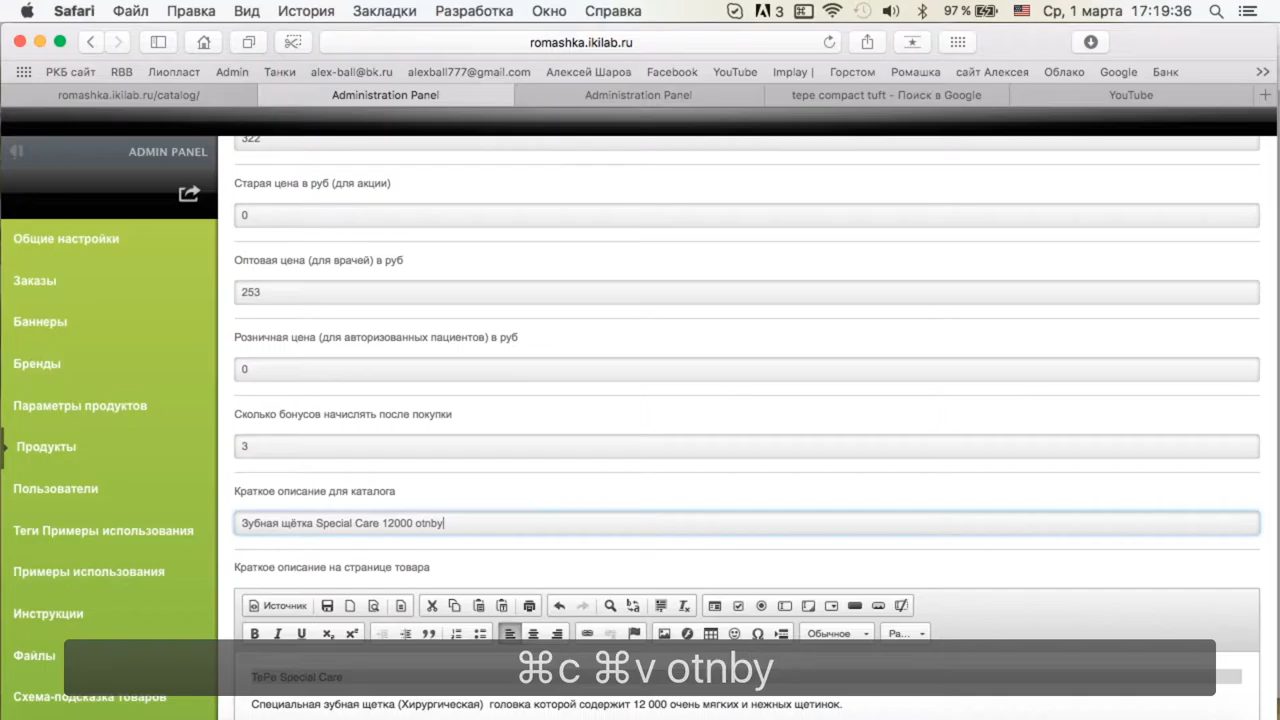 Safari Файл Правка Вид История Закладки Разработка Окно Справка 3 97 % Ср, 1 марта 17:19:36
romashka.ikilab.ru
РКБ сайт RBB Лиопласт Admin Танки alex-ball@bk.ru alexball777@gmail.com Алексей Шаров Facebook YouTube Implay | Горстом Ромашка сайт Алексея Облако Google Банк
romashka.ikilab.ru/catalog/ Administration Panel Administration Panel tepe compact tuft - Поиск в Google YouTube
ADMIN PANEL
Общие настройки
Заказы
Баннеры
Бренды
Параметры продуктов
Продукты
Пользователи
Теги Примеры использования
Примеры использования
Инструкции
Файлы
Схема-подсказка товаров
322
Старая цена в руб (для акции)
0
Оптовая цена (для врачей) в руб
253
Розничная цена (для авторизованных пациентов) в руб
0
Сколько бонусов начислять после покупки
3
Краткое описание для каталога
Зубная щётка Special Care 12000 otnby
Краткое описание на странице товара
Источник
B I U x₂ x² Обычное Ра...
TePe Special Care
Специальная зубная щетка (Хирургическая) головка которой содержит 12 000 очень мягких и нежных щетинок.
⌘c ⌘v otnby